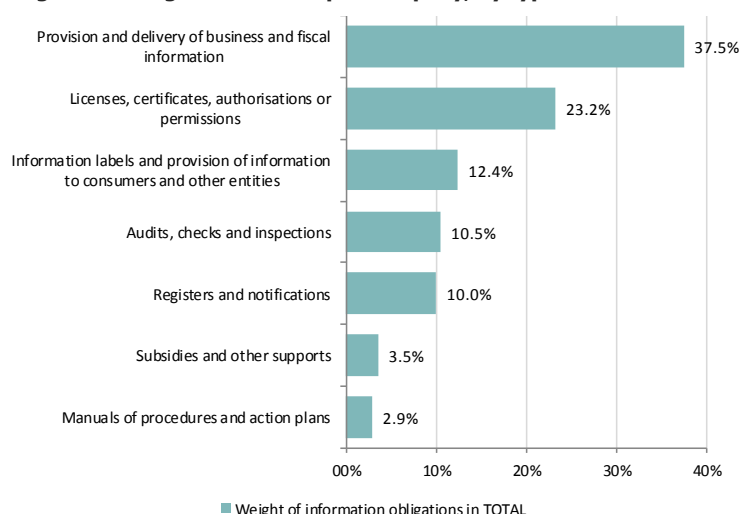 Provision and delivery of business and fiscal
information
37.5%
Licenses, certificates, authorisations or
permissions
23.2%
Information labels and provision of information
to consumers and other entities
12.4%
Audits, checks and inspections
10.5%
Registers and notifications
10.0%
Subsidies and other supports
3.5%
Manuals of procedures and action plans
2.9%
00% 10% 20% 30% 40%
Weight of information obligations in TOTAL